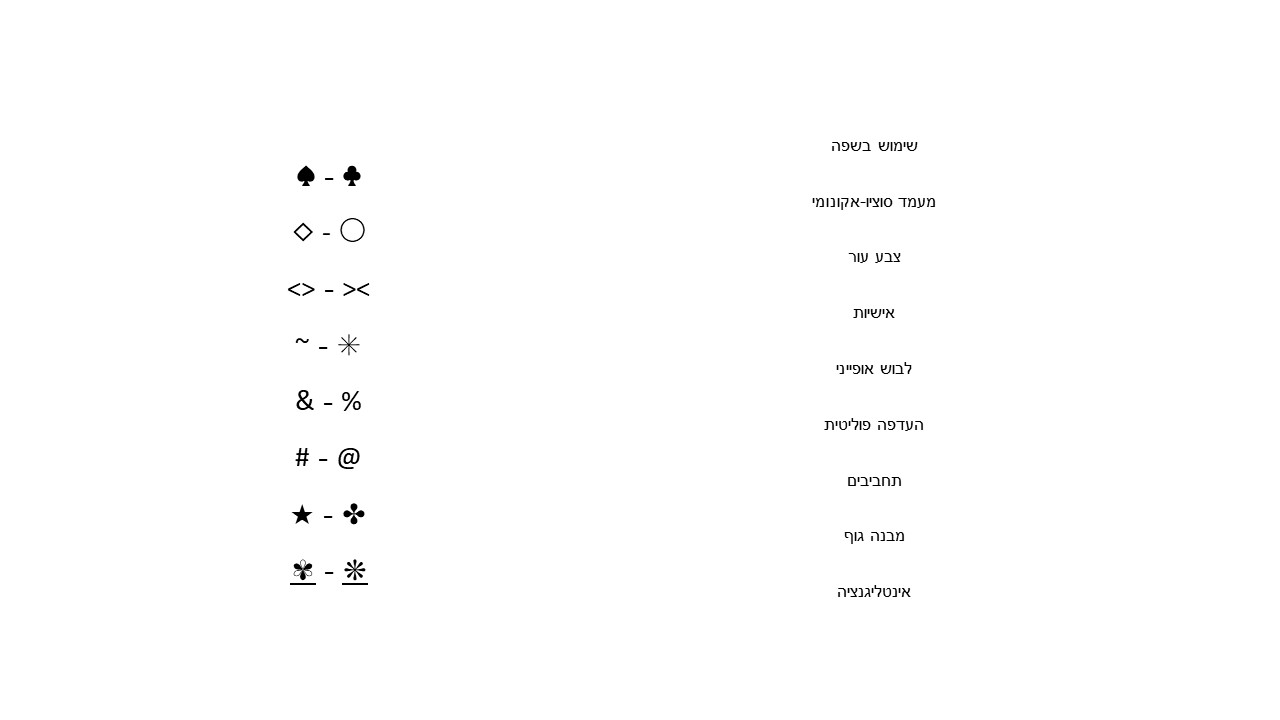 ♠ - ♣
◇ - ○
<> - ><
~ - ✳
& - %
# - @
★ - ✤
✾ - ❊
שימוש בשפה
מעמד סוציו-אקונומי
צבע עור
אישיות
לבוש אופייני
העדפה פוליטית
תחביבים
מבנה גוף
אינטליגנציה